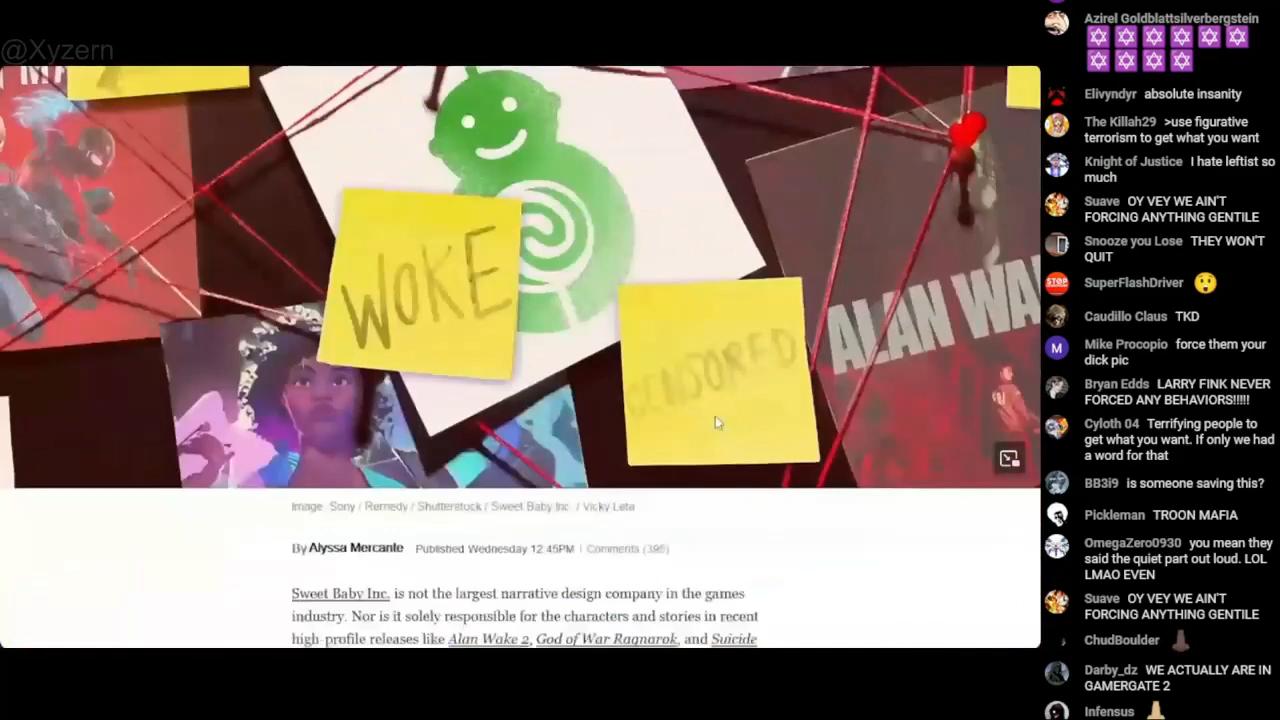 @Xyzern
WOKE
CENSORED
ALAN WA
Image Sony / Remedy / Shutterstock / Sweet Baby Inc. / Vicky Leta
By Alyssa Mercante Published Wednesday 12:45PM | Comments (395)
Sweet Baby Inc. is not the largest narrative design company in the games
industry. Nor is it solely responsible for the characters and stories in recent
high-profile releases like Alan Wake 2, God of War Ragnarok, and Suicide
Azirel Goldblattsilverbergstein
Elivyndyr absolute insanity
The Killah29 >use figurative
terrorism to get what you want
Knight of Justice I hate leftist so
much
Suave OY VEY WE AIN'T
FORCING ANYTHING GENTILE
Snooze you Lose THEY WON'T
QUIT
STOP
SuperFlashDriver
Caudillo Claus TKD
M
Mike Procopio force them your
dick pic
Bryan Edds LARRY FINK NEVER
FORCED ANY BEHAVIORS!!!!!
Cyloth 04 Terrifying people to
get what you want. If only we had
a word for that
BB3i9 is someone saving this?
Pickleman TROON MAFIA
OmegaZero0930 you mean they
said the quiet part out loud. LOL
LMAO EVEN
Suave OY VEY WE AIN'T
FORCING ANYTHING GENTILE
ChudBoulder
Darby_dz WE ACTUALLY ARE IN
GAMERGATE 2
Infensus